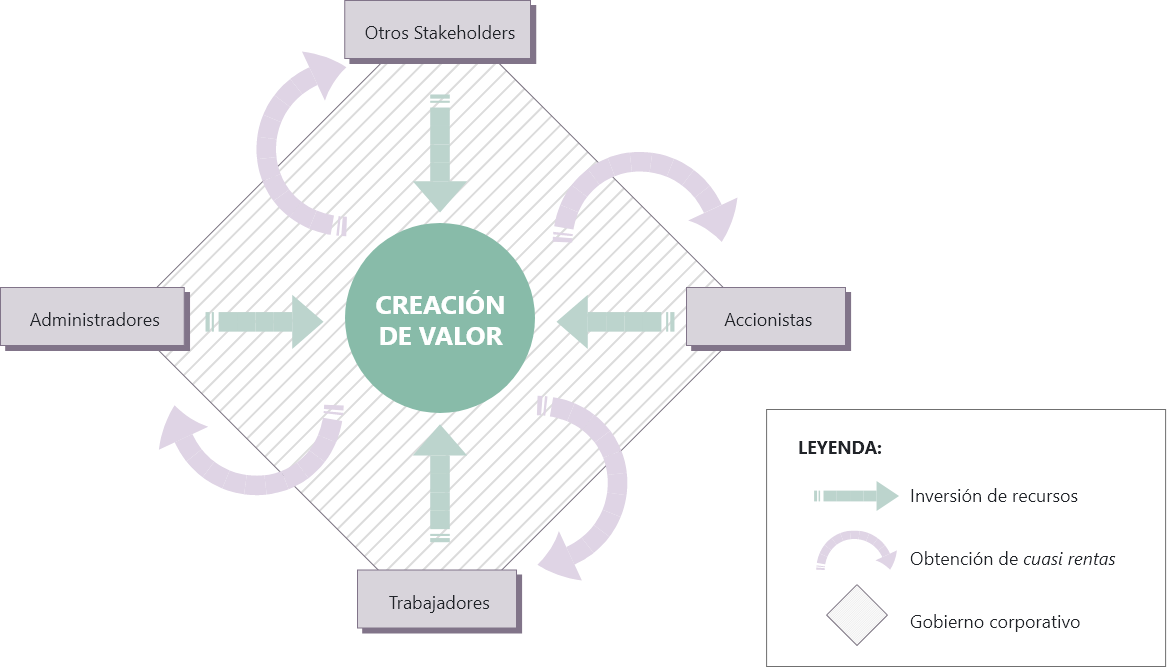 Otros Stakeholders
Administradores
CREACIÓN
DE VALOR
Accionistas
Trabajadores
LEYENDA:
Inversión de recursos
Obtención de cuasi rentas
Gobierno corporativo